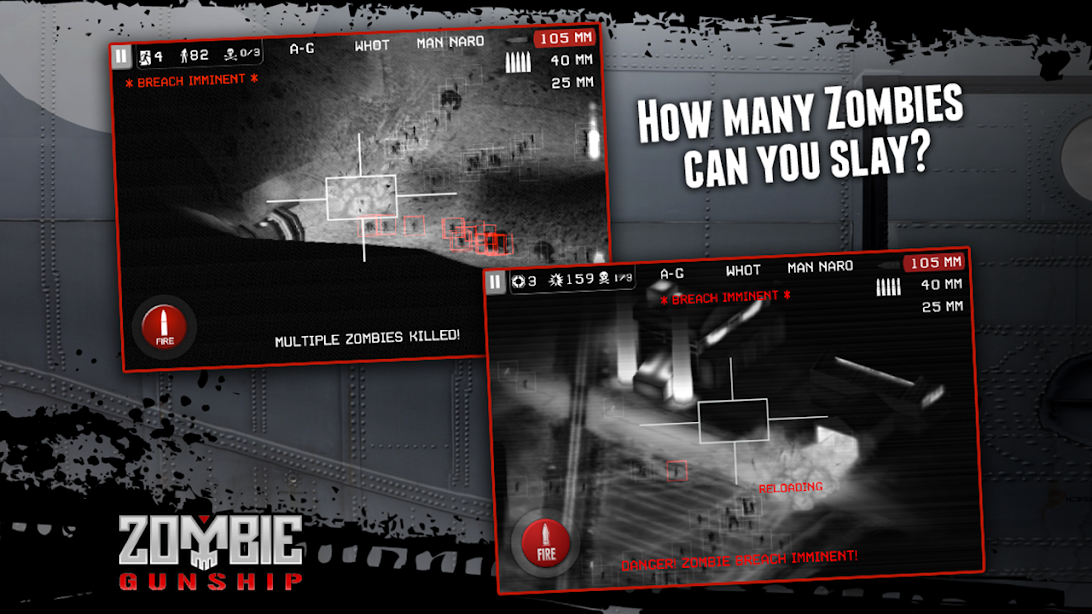 4 82 0/3
A-G WHOT MAN NARO 105 MM
40 MM
25 MM
* BREACH IMMINENT *
FIRE
MULTIPLE ZOMBIES KILLED!
HOW MANY ZOMBIES
CAN YOU SLAY?
3 159 1/3
A-G WHOT MAN NARO 105 MM
40 MM
25 MM
* BREACH IMMINENT *
RELOADING
FIRE
DANGER! ZOMBIE BREACH IMMINENT!
ZOMBIE
GUNSHIP